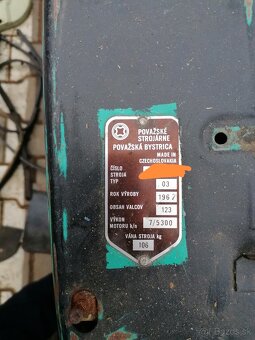 POVAŽSKÉ
STROJÁRNE
POVAŽSKÁ BYSTRICA
MADE IN
CZECHOSLOVAKIA
ČÍSLO
STROJA
TYP 03
ROK VÝROBY 1967
OBSAH VALCOV 123
VÝKON
MOTORU k/n 7/5300
VÁHA STROJA kg
106